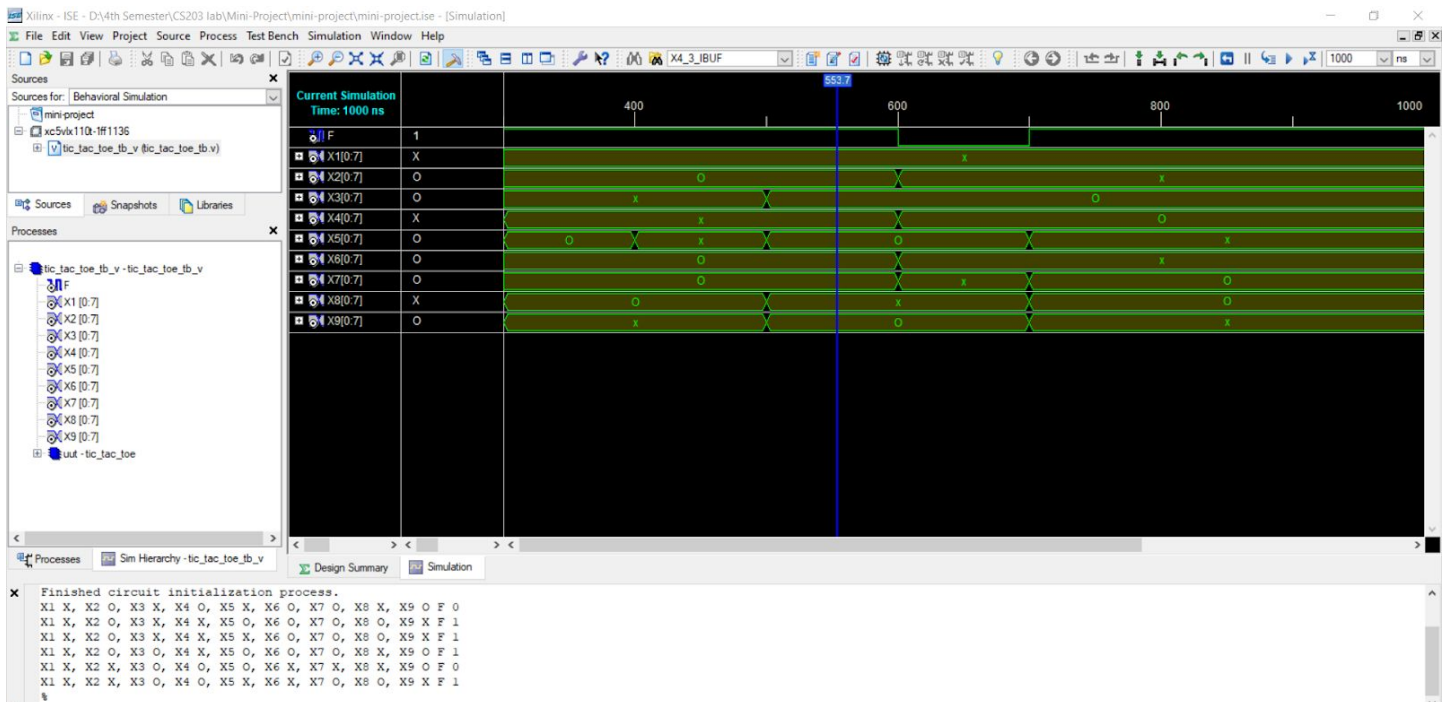 Xilinx - ISE - D:\4th Semester\CS203 lab\Mini-Project\mini-project\mini-project.ise - [Simulation]
File Edit View Project Source Process Test Bench Simulation Window Help
X4_3_IBUF 1000 ns
Sources
Sources for: Behavioral Simulation
mini-project
xc5vlx110t-1ff1136
tic_tac_toe_tb_v (tic_tac_toe_tb.v)
Sources Snapshots Libraries
Processes
tic_tac_toe_tb_v - tic_tac_toe_tb_v
F
X1 [0:7]
X2 [0:7]
X3 [0:7]
X4 [0:7]
X5 [0:7]
X6 [0:7]
X7 [0:7]
X8 [0:7]
X9 [0:7]
uut - tic_tac_toe
Processes Sim Hierarchy - tic_tac_toe_tb_v
553.7
Current Simulation
Time: 1000 ns
400 600 800 1000
F 1
X1[0:7] X x
X2[0:7] O O x
X3[0:7] O x O
X4[0:7] X x O
X5[0:7] O O x O x
X6[0:7] O O x
X7[0:7] O O x O
X8[0:7] X O x O
X9[0:7] O x O x
Design Summary Simulation
Finished circuit initialization process.
X1 X, X2 O, X3 X, X4 O, X5 X, X6 O, X7 O, X8 X, X9 O F 0
X1 X, X2 O, X3 X, X4 X, X5 O, X6 O, X7 O, X8 O, X9 X F 1
X1 X, X2 O, X3 X, X4 X, X5 X, X6 O, X7 O, X8 O, X9 X F 1
X1 X, X2 O, X3 O, X4 X, X5 O, X6 O, X7 O, X8 X, X9 O F 1
X1 X, X2 X, X3 O, X4 O, X5 O, X6 X, X7 X, X8 X, X9 O F 0
X1 X, X2 X, X3 O, X4 O, X5 X, X6 X, X7 O, X8 O, X9 X F 1
%